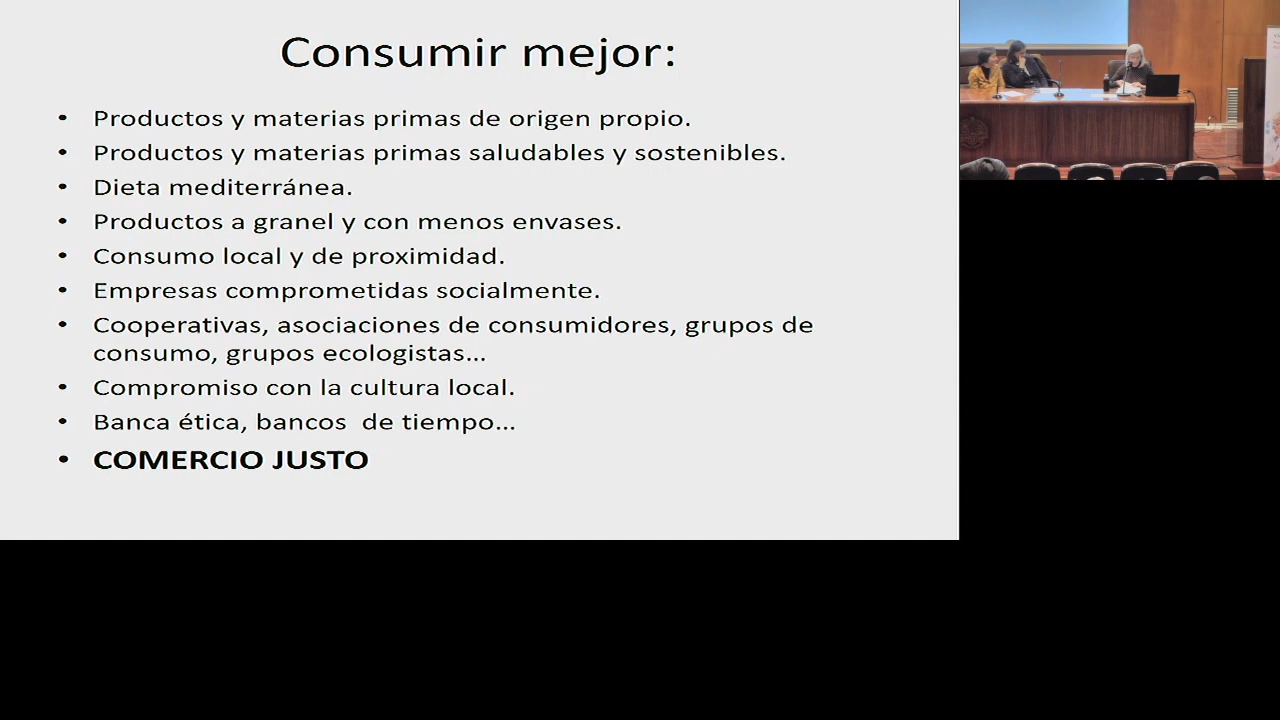 Consumir mejor:
• Productos y materias primas de origen propio.
• Productos y materias primas saludables y sostenibles.
• Dieta mediterránea.
• Productos a granel y con menos envases.
• Consumo local y de proximidad.
• Empresas comprometidas socialmente.
• Cooperativas, asociaciones de consumidores, grupos de
consumo, grupos ecologistas...
• Compromiso con la cultura local.
• Banca ética, bancos  de tiempo...
• COMERCIO JUSTO